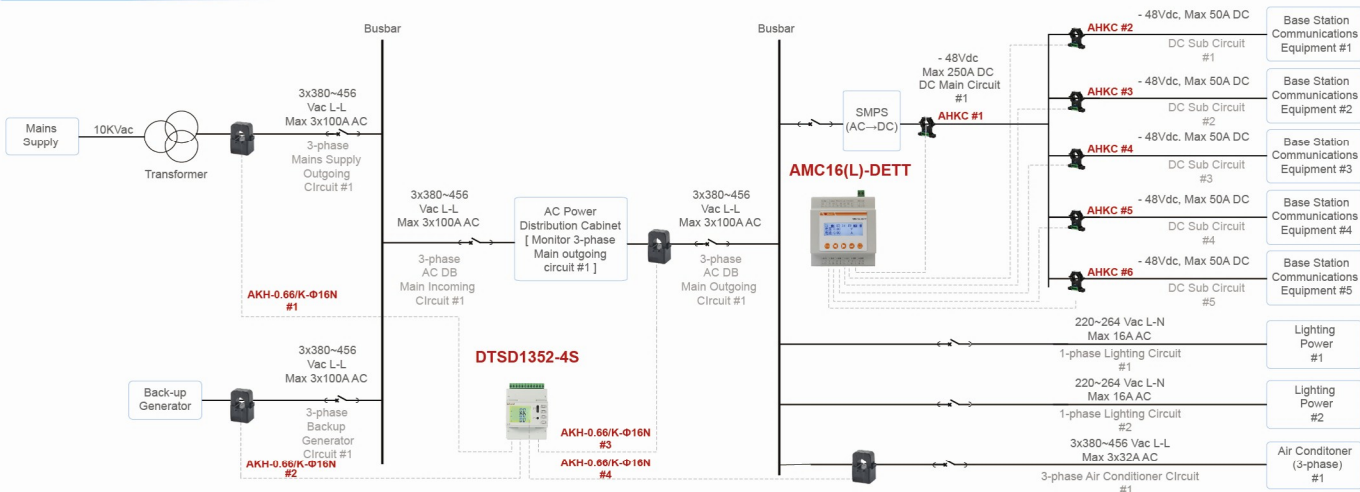 Mains
Supply
10KVac
Transformer
3x380~456
Vac L-L
Max 3x100A AC
3-phase
Mains Supply
Outgoing
CIrcuit #1
AKH-0.66/K-Φ16N
#1
Back-up
Generator
3x380~456
Vac L-L
Max 3x100A AC
3-phase
Backup
Generator
CIrcuit #1
AKH-0.66/K-Φ16N
#2
Busbar
3x380~456
Vac L-L
Max 3x100A AC
3-phase
AC DB
Main Incoming
CIrcuit #1
AC Power
Distribution Cabinet
[ Monitor 3-phase
Main outgoing
circuit #1 ]
DTSD1352-4S
AKH-0.66/K-Φ16N
#3
AKH-0.66/K-Φ16N
#4
3x380~456
Vac L-L
Max 3x100A AC
3-phase
AC DB
Main Outgoing
CIrcuit #1
Busbar
SMPS
(AC→DC)
- 48Vdc
Max 250A DC
DC Main Circuit
#1
AHKC #1
AMC16(L)-DETT
- 48Vdc, Max 50A DC
AHKC #2
DC Sub Circuit
#1
Base Station
Communications
Equipment #1
- 48Vdc, Max 50A DC
AHKC #3
DC Sub Circuit
#2
Base Station
Communications
Equipment #2
- 48Vdc, Max 50A DC
AHKC #4
DC Sub Circuit
#3
Base Station
Communications
Equipment #3
- 48Vdc, Max 50A DC
AHKC #5
DC Sub Circuit
#4
Base Station
Communications
Equipment #4
- 48Vdc, Max 50A DC
AHKC #6
DC Sub Circuit
#5
Base Station
Communications
Equipment #5
220~264 Vac L-N
Max 16A AC
1-phase Lighting Circuit
#1
Lighting
Power
#1
220~264 Vac L-N
Max 16A AC
1-phase Lighting Circuit
#2
Lighting
Power
#2
3x380~456 Vac L-L
Max 3x32A AC
3-phase Air Conditioner CIrcuit
#1
Air Conditoner
(3-phase)
#1